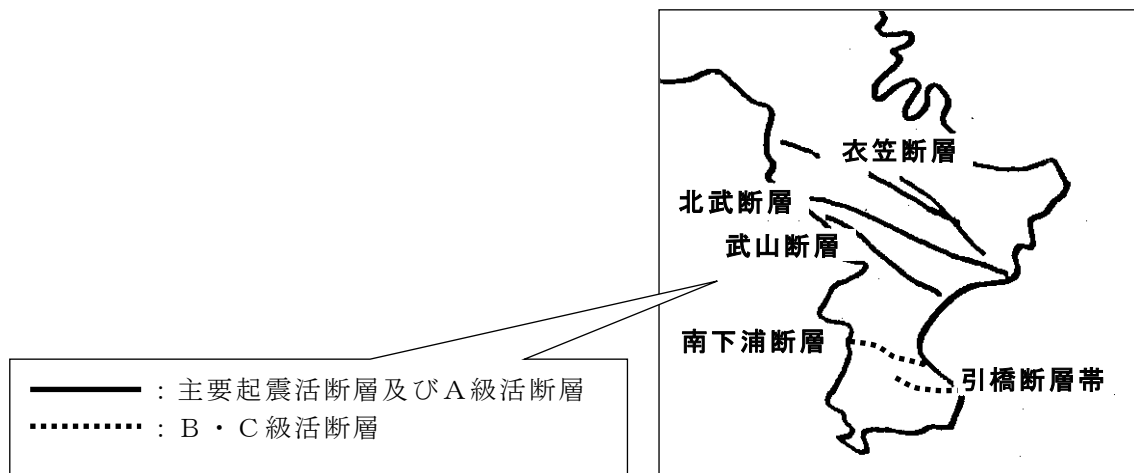 衣笠断層
北武断層
武山断層
南下浦断層
引橋断層帯
：主要起震活断層及びＡ級活断層
：Ｂ・Ｃ級活断層